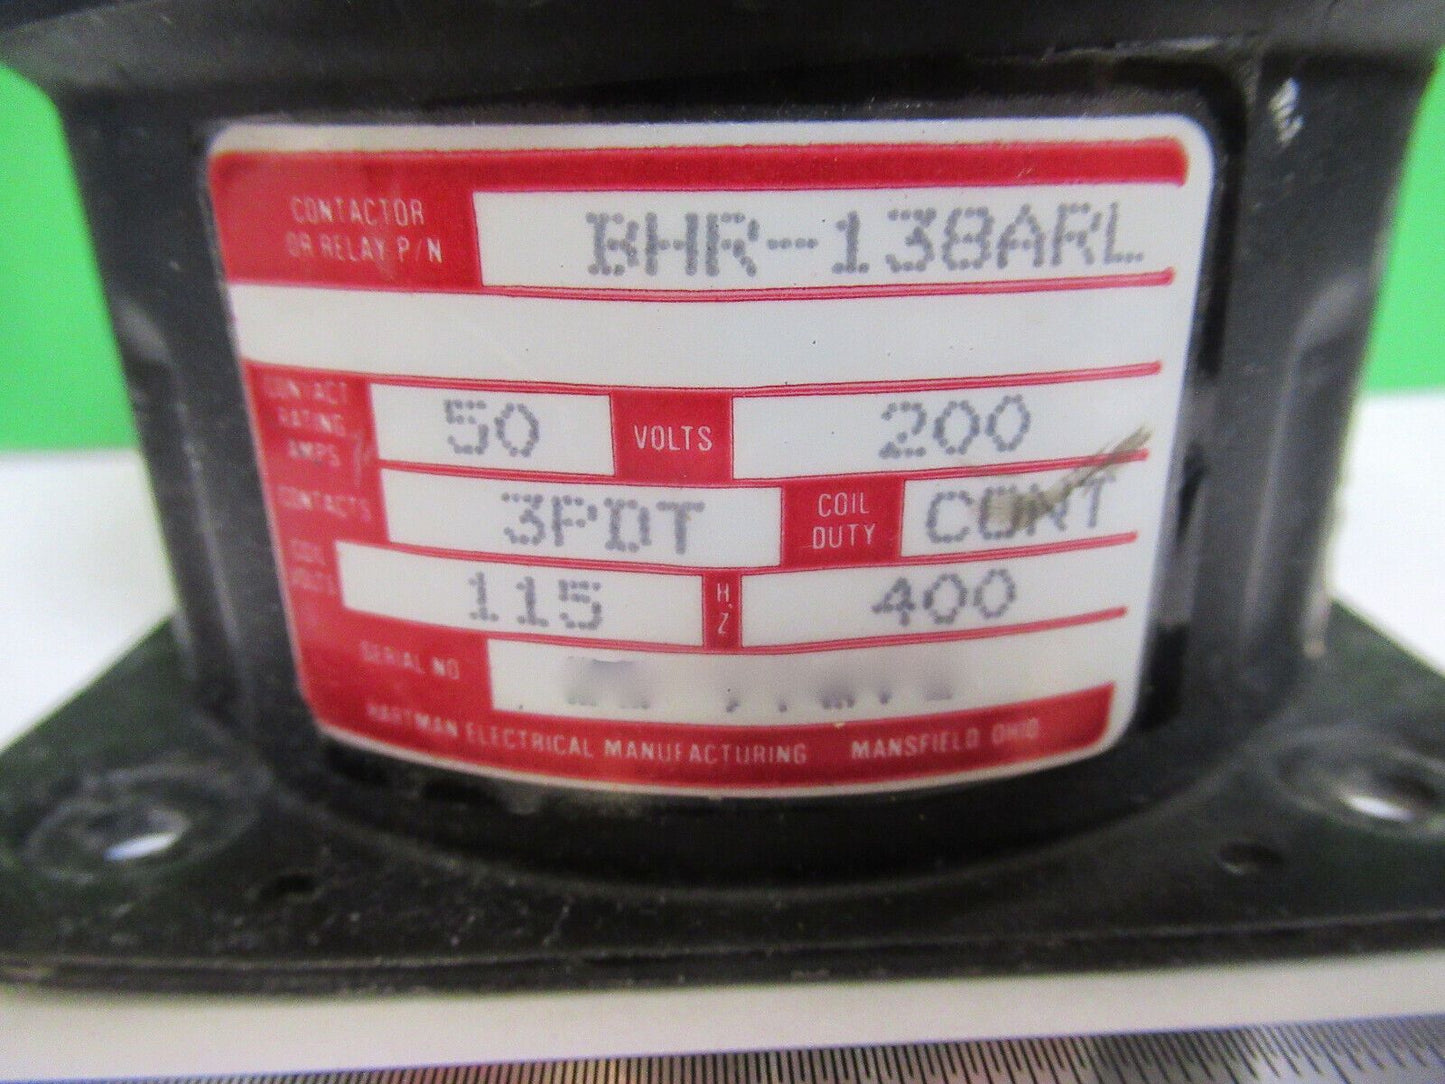 CONTACTOR
OR RELAY P/N BHR-138ARL
CONTACT
RATING
AMPS 50 VOLTS 200
CONTACTS 3PDT COIL
DUTY CONT
COIL
VOLTS 115 HZ 400
SERIAL NO
HARTMAN ELECTRICAL MANUFACTURING MANSFIELD OHIO